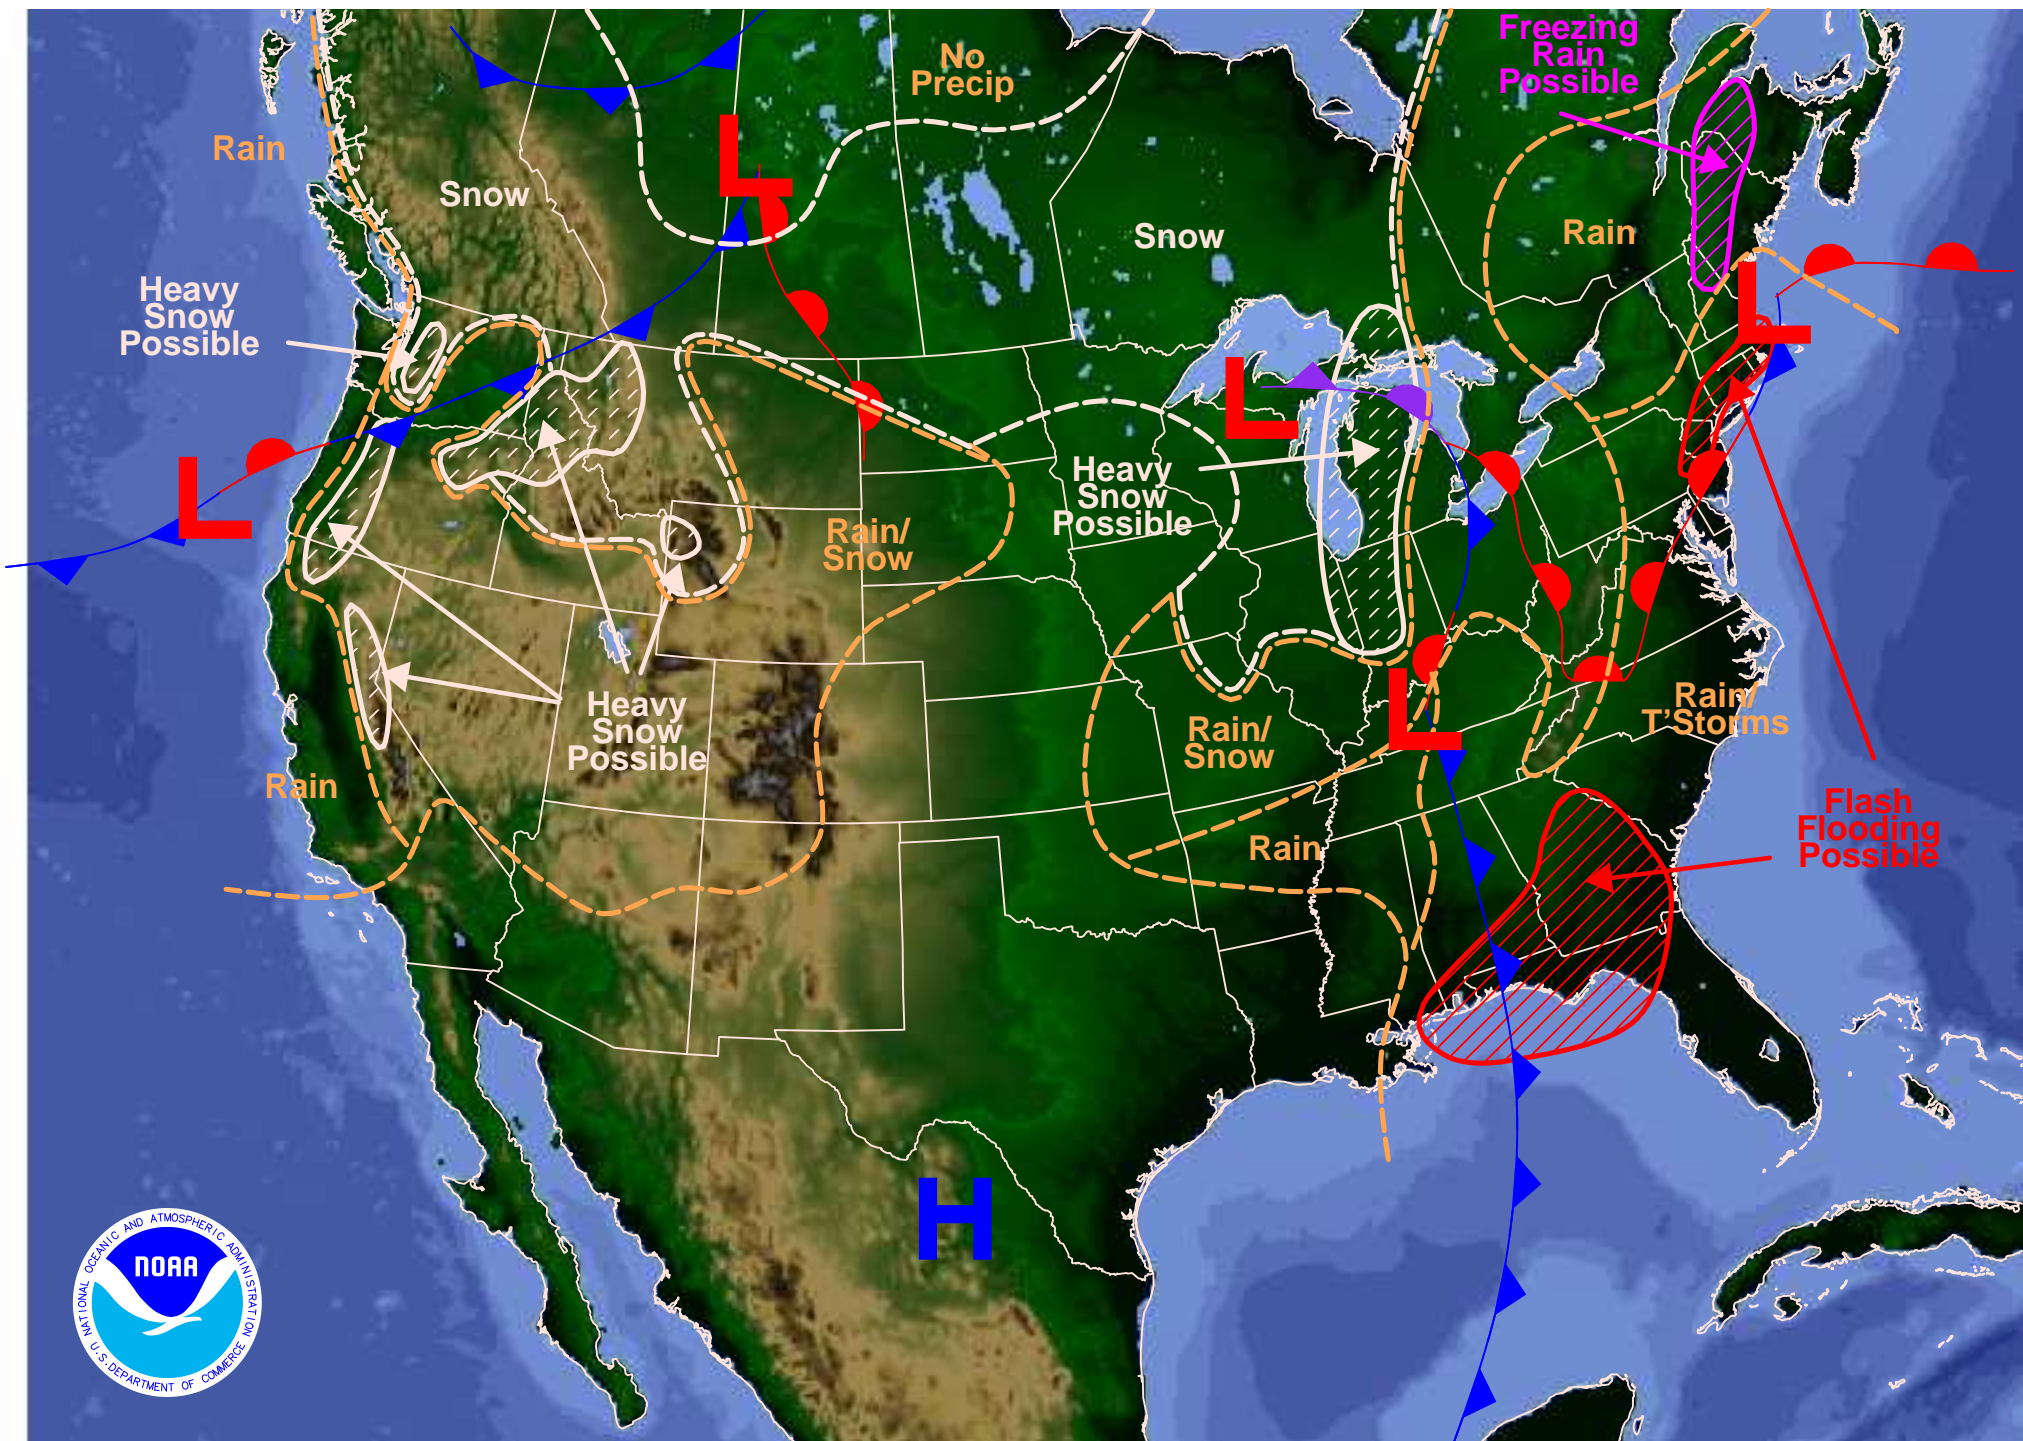 Freezing
Rain
Possible
No
Precip
L
Rain
Snow
Snow
Rain
Heavy
Snow
Possible
L
L
L
Heavy
Snow
Possible
Rain/
Snow
L
Rain/
T'Storms
Heavy
Snow
Possible
Rain/
Snow
Rain
Rain
Flash
Flooding
Possible
H
NATIONAL OCEANIC AND ATMOSPHERIC ADMINISTRATION
NOAA
U.S. DEPARTMENT OF COMMERCE